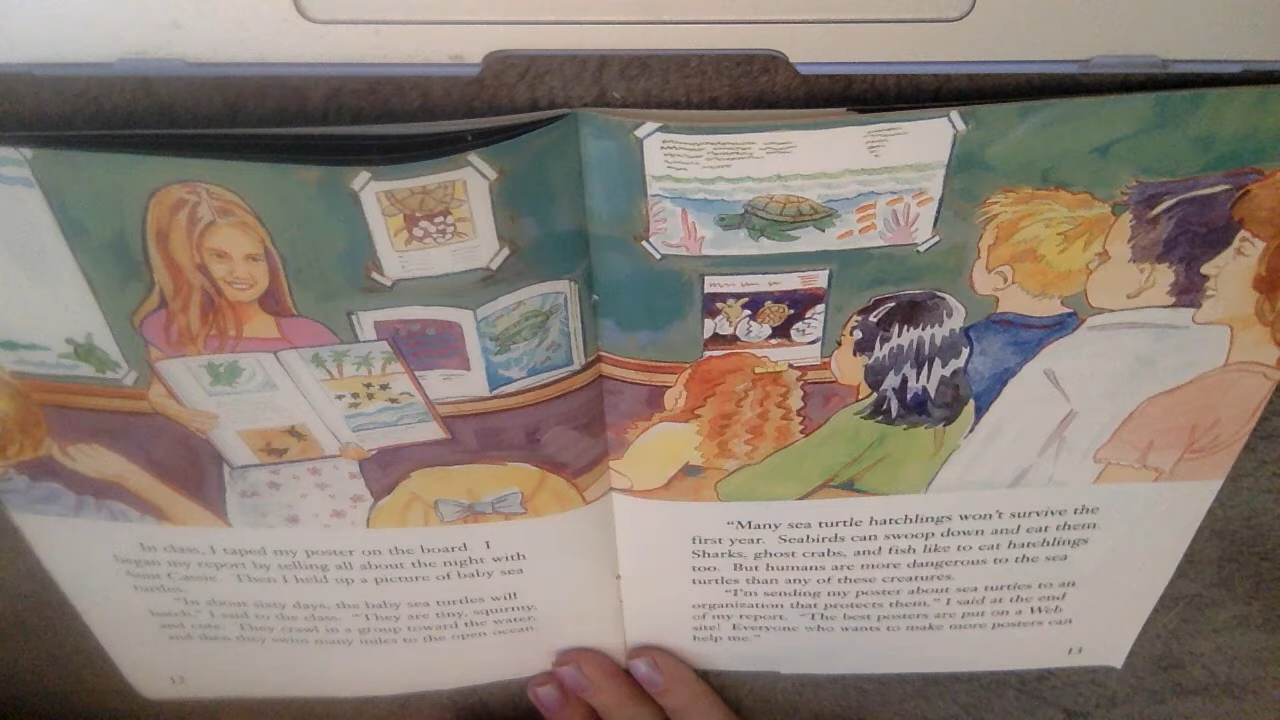 In class, I taped my poster on the board. I
began my report by telling all about the night with
Aunt Cassie. Then I held up a picture of baby sea
turtles.
"In about sixty days, the baby sea turtles will
hatch," I said to the class. "They are tiny, squirmy,
and cute. They crawl in a group toward the water,
and then they swim many miles to the open ocean.
12
"Many sea turtle hatchlings won't survive the
first year. Seabirds can swoop down and eat them.
Sharks, ghost crabs, and fish like to eat hatchlings
too. But humans are more dangerous to the sea
turtles than any of these creatures.
"I'm sending my poster about sea turtles to an
organization that protects them," I said at the end
of my report. "The best posters are put on a Web
site! Everyone who wants to make more posters can
help me."
13